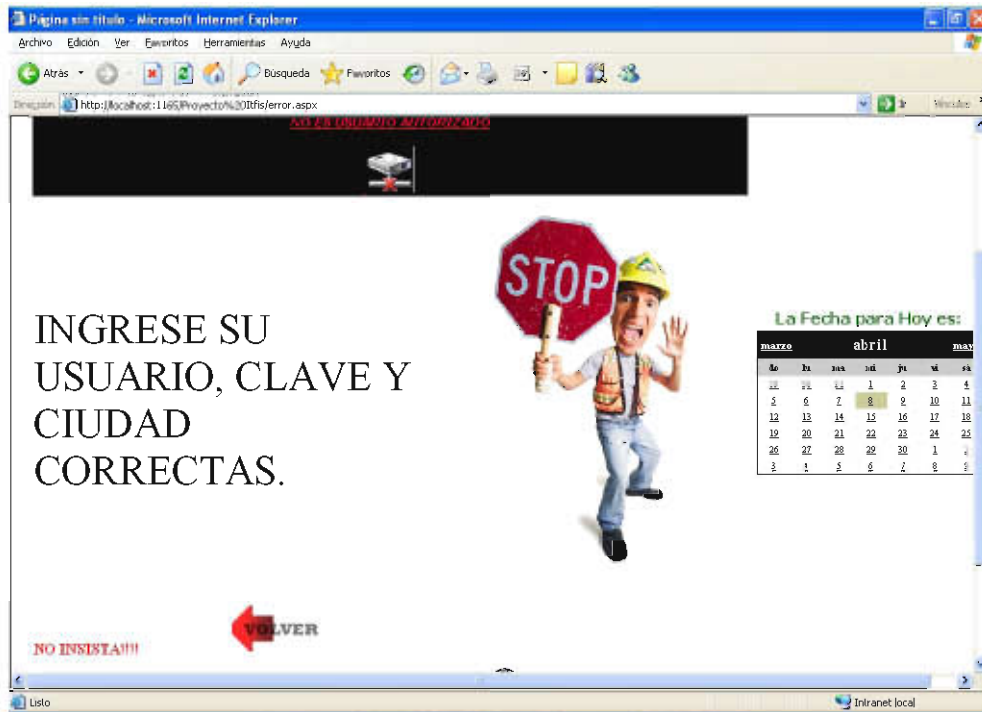 Página sin título - Microsoft Internet Explorer
Archivo Edición Ver Favoritos Herramientas Ayuda
Atrás Búsqueda Favoritos
Dirección http://localhost:1165/Proyecto%20Itfis/error.aspx Ir Vínculos
NO ES USUARIO AUTORIZADO
STOP
INGRESE SU
USUARIO, CLAVE Y
CIUDAD
CORRECTAS.
La Fecha para Hoy es:
marzo abril may
do lu ma mi ju vi sá
1 2 3 4
5 6 7 8 9 10 11
12 13 14 15 16 17 18
19 20 21 22 23 24 25
26 27 28 29 30 1
3 4 5 6 7 8 9
VOLVER
NO INSISTA!!!!
Listo Intranet local